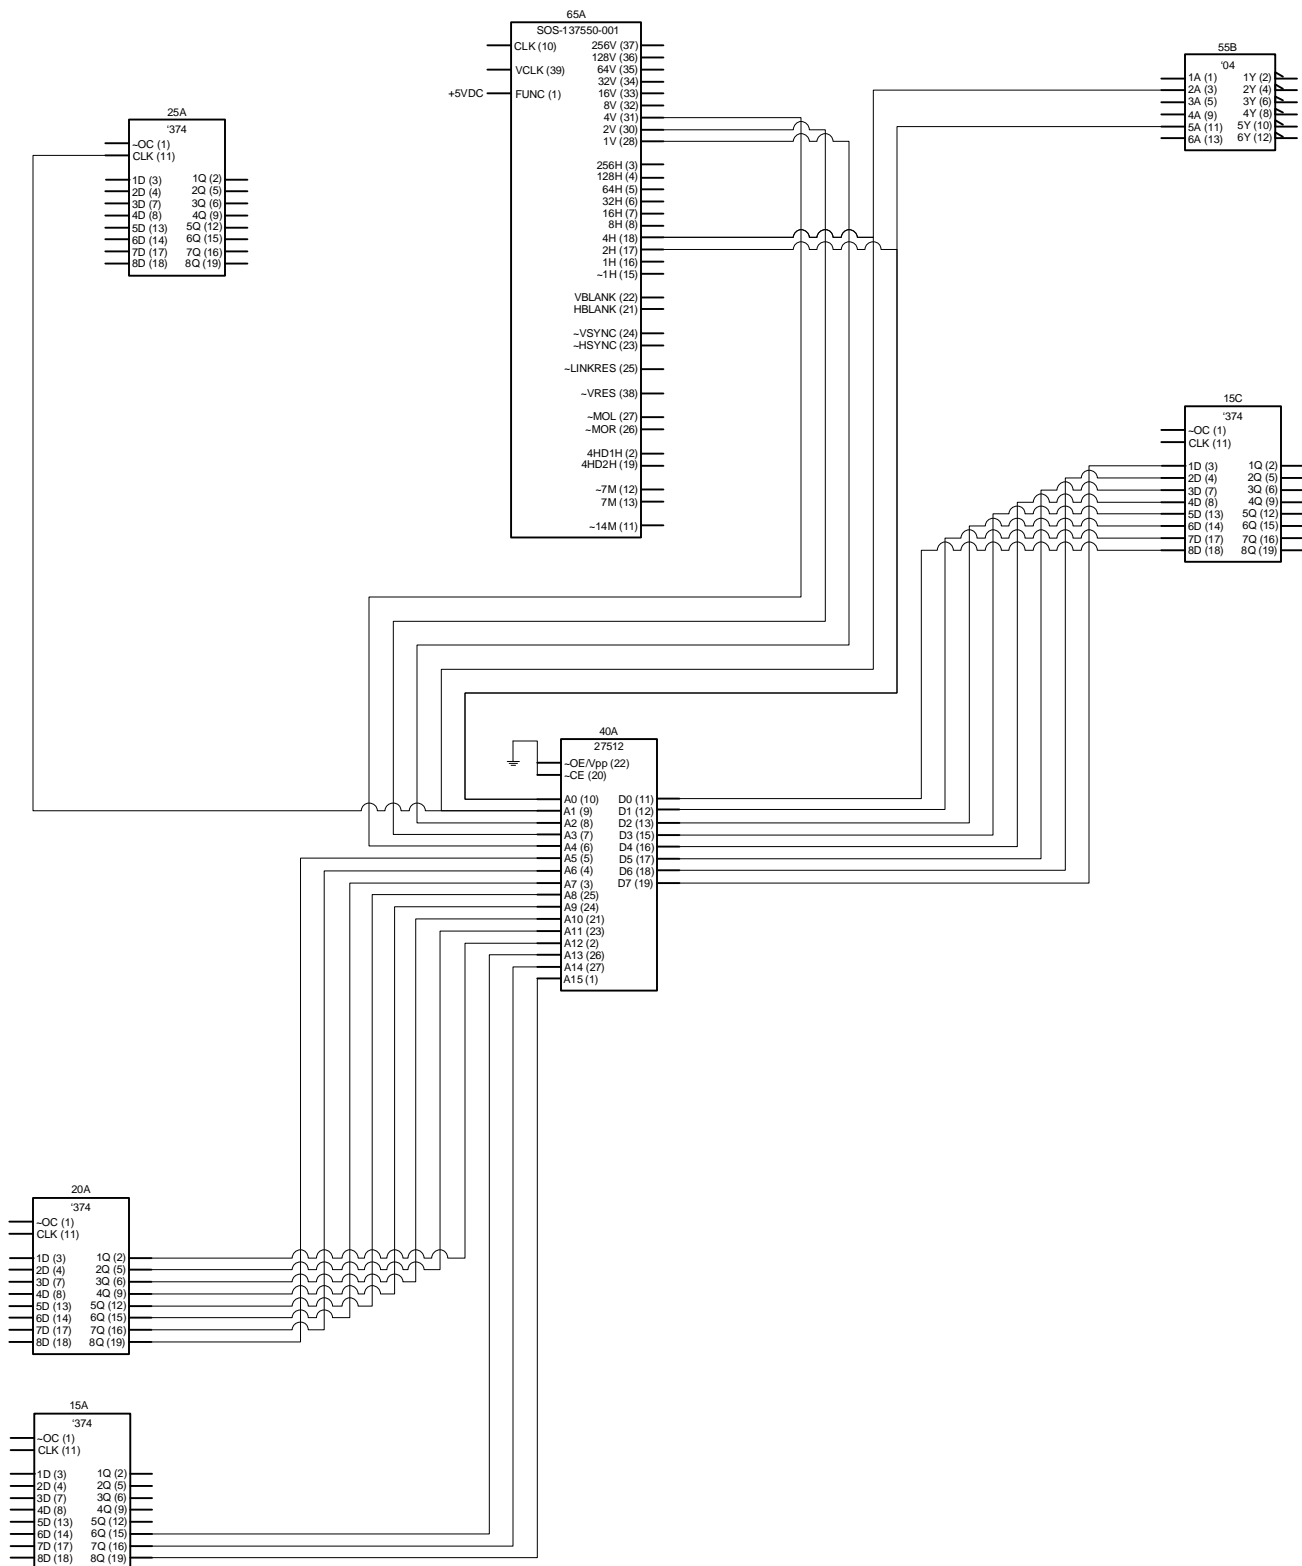 65A
SOS-137550-001
CLK (10)
VCLK (39)
+5VDC
FUNC (1)
256V (37)
128V (36)
64V (35)
32V (34)
16V (33)
8V (32)
4V (31)
2V (30)
1V (28)
256H (3)
128H (4)
64H (5)
32H (6)
16H (7)
8H (8)
4H (18)
2H (17)
1H (16)
~1H (15)
VBLANK (22)
HBLANK (21)
~VSYNC (24)
~HSYNC (23)
~LINKRES (25)
~VRES (38)
~MOL (27)
~MOR (26)
4HD1H (2)
4HD2H (19)
~7M (12)
7M (13)
~14M (11)
55B
'04
1A (1) 1Y (2)
2A (3) 2Y (4)
3A (5) 3Y (6)
4A (9) 4Y (8)
5A (11) 5Y (10)
6A (13) 6Y (12)
25A
'374
~OC (1)
CLK (11)
1D (3) 1Q (2)
2D (4) 2Q (5)
3D (7) 3Q (6)
4D (8) 4Q (9)
5D (13) 5Q (12)
6D (14) 6Q (15)
7D (17) 7Q (16)
8D (18) 8Q (19)
15C
'374
~OC (1)
CLK (11)
1D (3) 1Q (2)
2D (4) 2Q (5)
3D (7) 3Q (6)
4D (8) 4Q (9)
5D (13) 5Q (12)
6D (14) 6Q (15)
7D (17) 7Q (16)
8D (18) 8Q (19)
40A
27512
~OE/Vpp (22)
~CE (20)
A0 (10) D0 (11)
A1 (9) D1 (12)
A2 (8) D2 (13)
A3 (7) D3 (15)
A4 (6) D4 (16)
A5 (5) D5 (17)
A6 (4) D6 (18)
A7 (3) D7 (19)
A8 (25)
A9 (24)
A10 (21)
A11 (23)
A12 (2)
A13 (26)
A14 (27)
A15 (1)
20A
'374
~OC (1)
CLK (11)
1D (3) 1Q (2)
2D (4) 2Q (5)
3D (7) 3Q (6)
4D (8) 4Q (9)
5D (13) 5Q (12)
6D (14) 6Q (15)
7D (17) 7Q (16)
8D (18) 8Q (19)
15A
'374
~OC (1)
CLK (11)
1D (3) 1Q (2)
2D (4) 2Q (5)
3D (7) 3Q (6)
4D (8) 4Q (9)
5D (13) 5Q (12)
6D (14) 6Q (15)
7D (17) 7Q (16)
8D (18) 8Q (19)